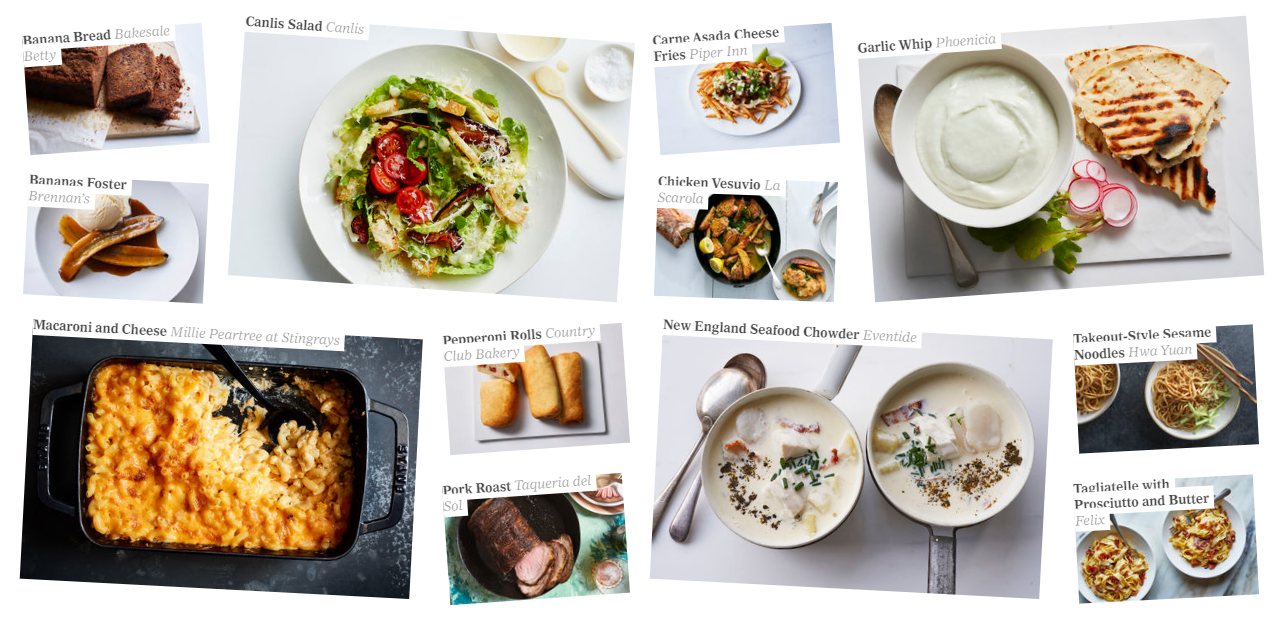 Banana Bread Bakesale
Betty
Canlis Salad Canlis
Carne Asada Cheese
Fries Piper Inn
Garlic Whip Phoenicia
Bananas Foster
Brennan's
Chicken Vesuvio La
Scarola
Macaroni and Cheese Millie Peartree at Stingrays
Pepperoni Rolls Country
Club Bakery
New England Seafood Chowder Eventide
Takeout-Style Sesame
Noodles Hwa Yuan
Pork Roast Taqueria del
Sol
Tagliatelle with
Prosciutto and Butter
Felix